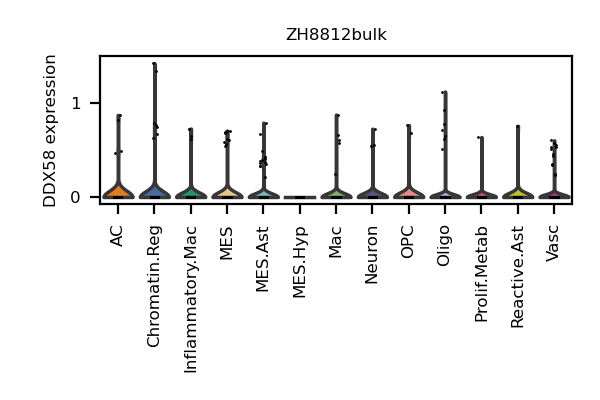 ZH8812bulk
DDX58 expression
1
0
AC
Chromatin.Reg
Inflammatory.Mac
MES
MES.Ast
MES.Hyp
Mac
Neuron
OPC
Oligo
Prolif.Metab
Reactive.Ast
Vasc